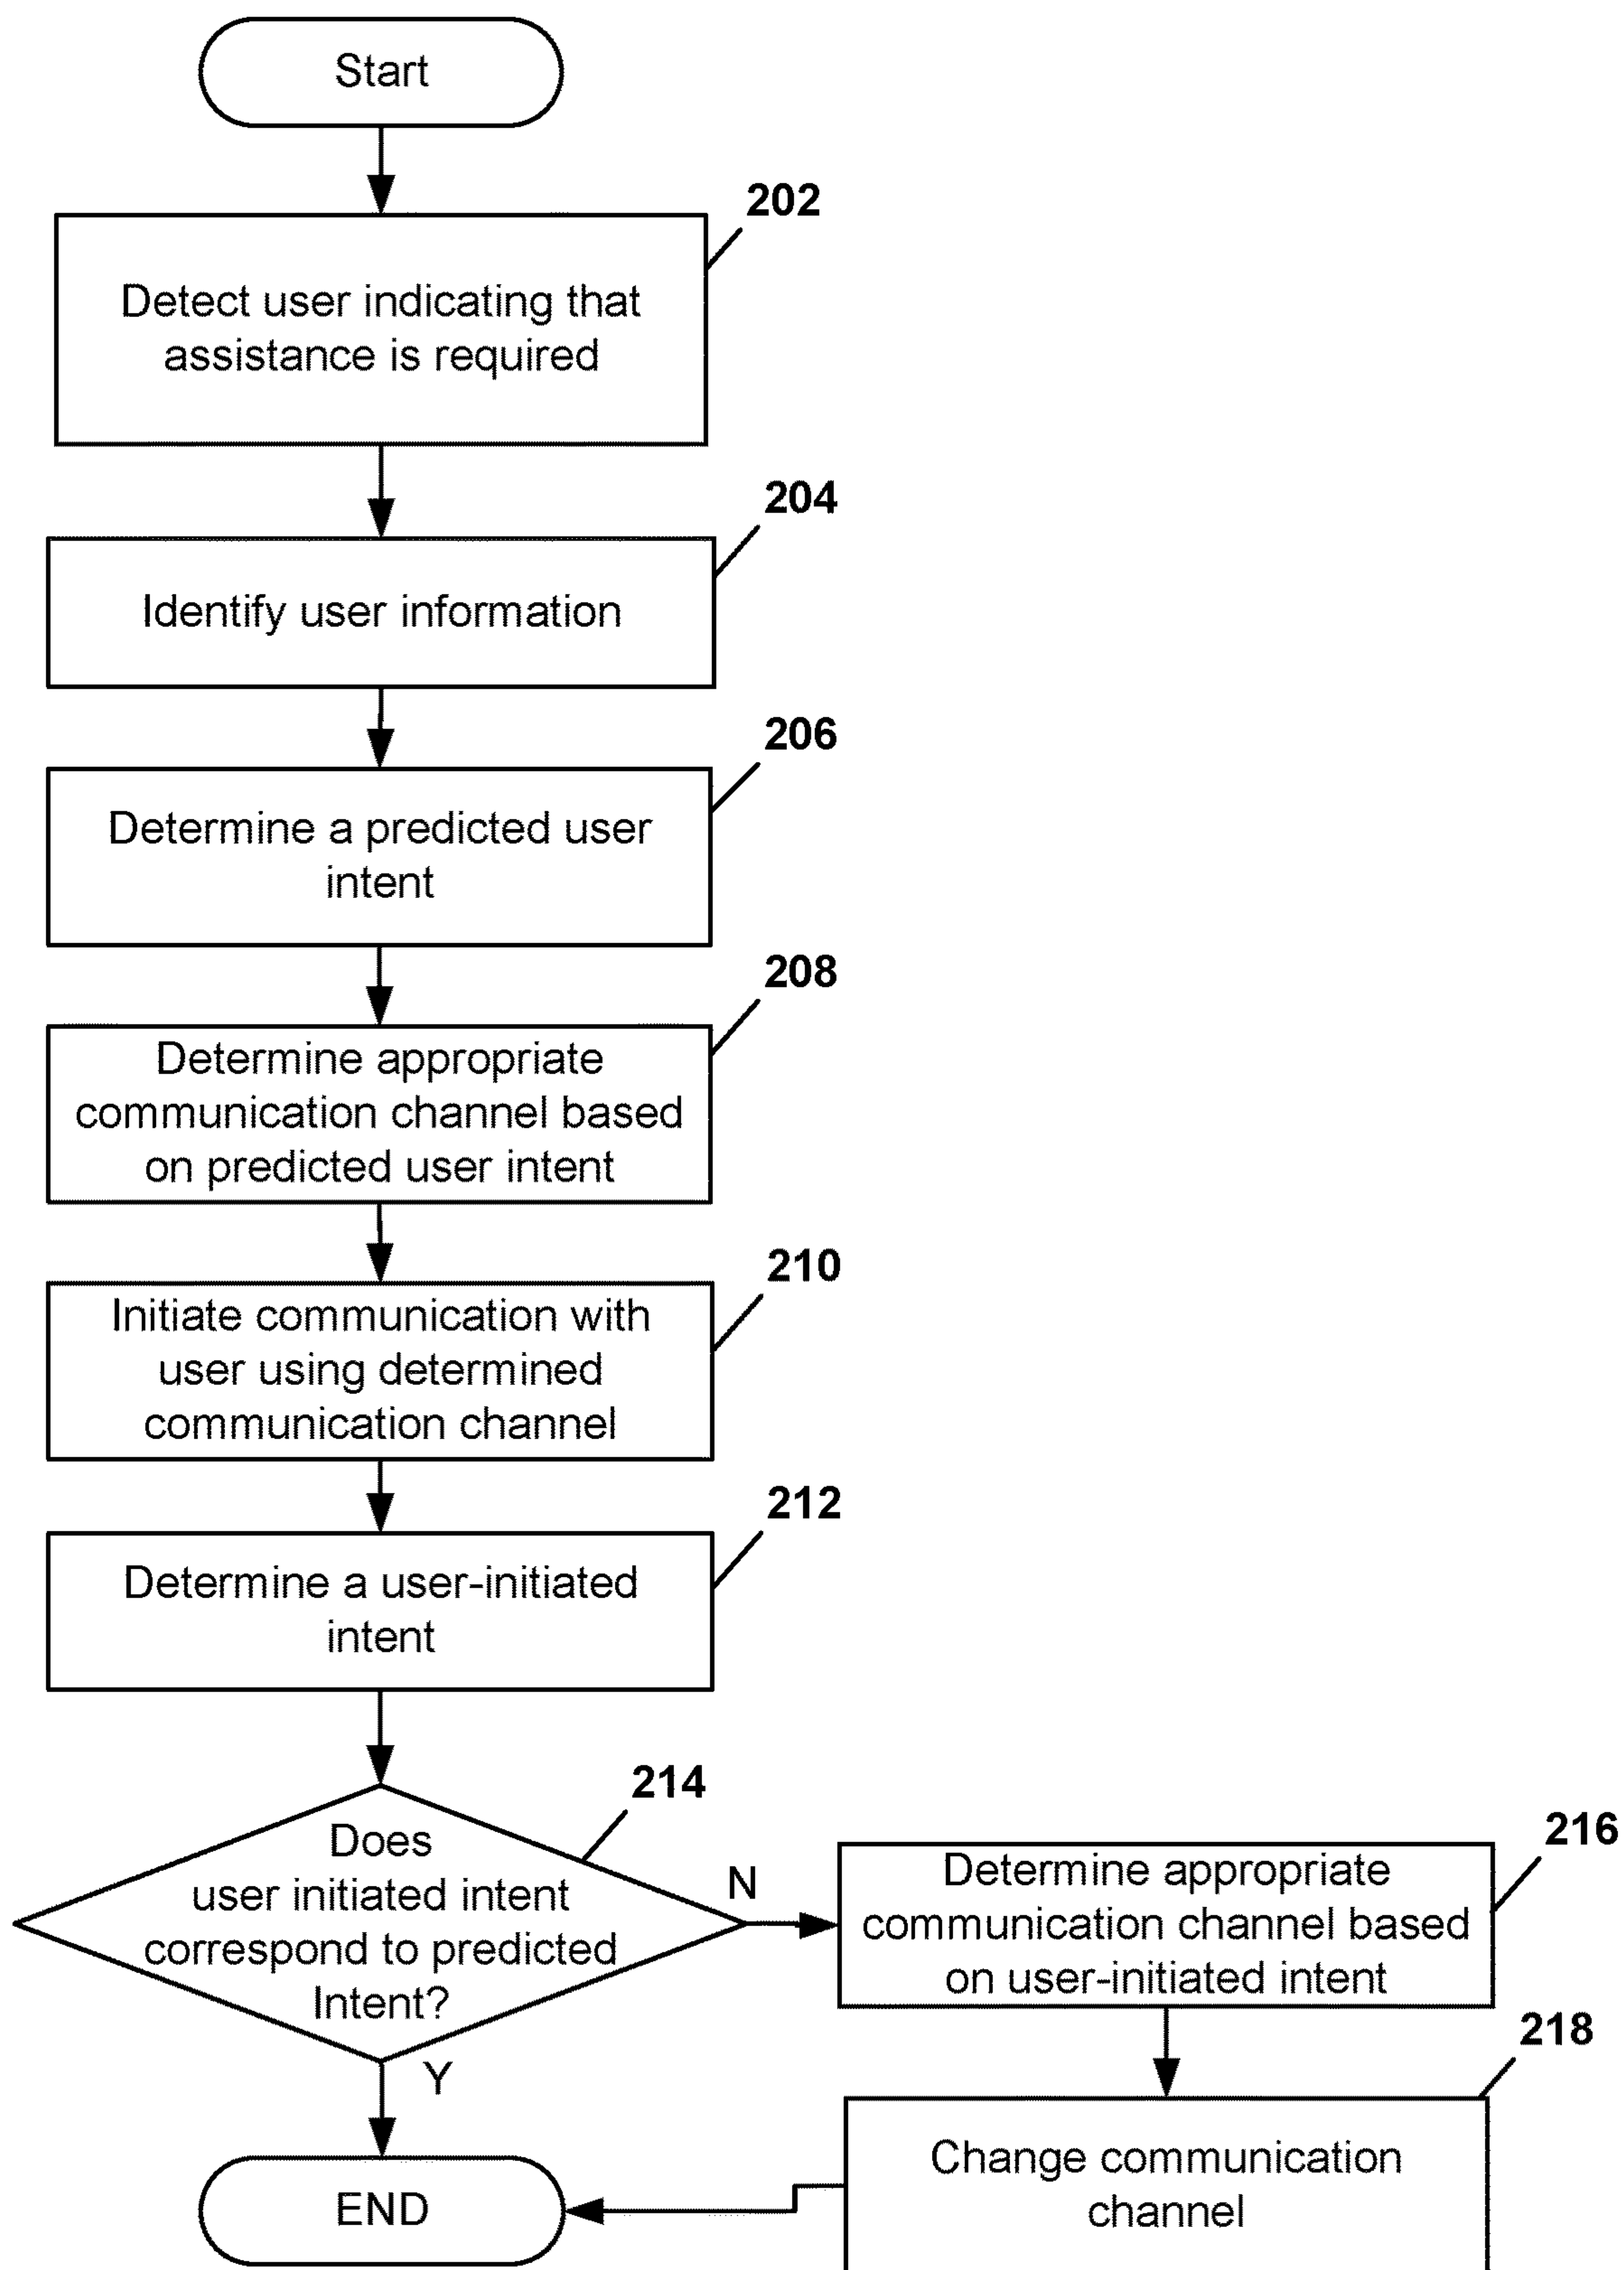 Start
202
Detect user indicating that
assistance is required
204
Identify user information
206
Determine a predicted user
intent
208
Determine appropriate
communication channel based
on predicted user intent
210
Initiate communication with
user using determined
communication channel
212
Determine a user-initiated
intent
214
Does
user initiated intent
correspond to predicted
Intent?
N
Y
216
Determine appropriate
communication channel based
on user-initiated intent
218
Change communication
channel
END